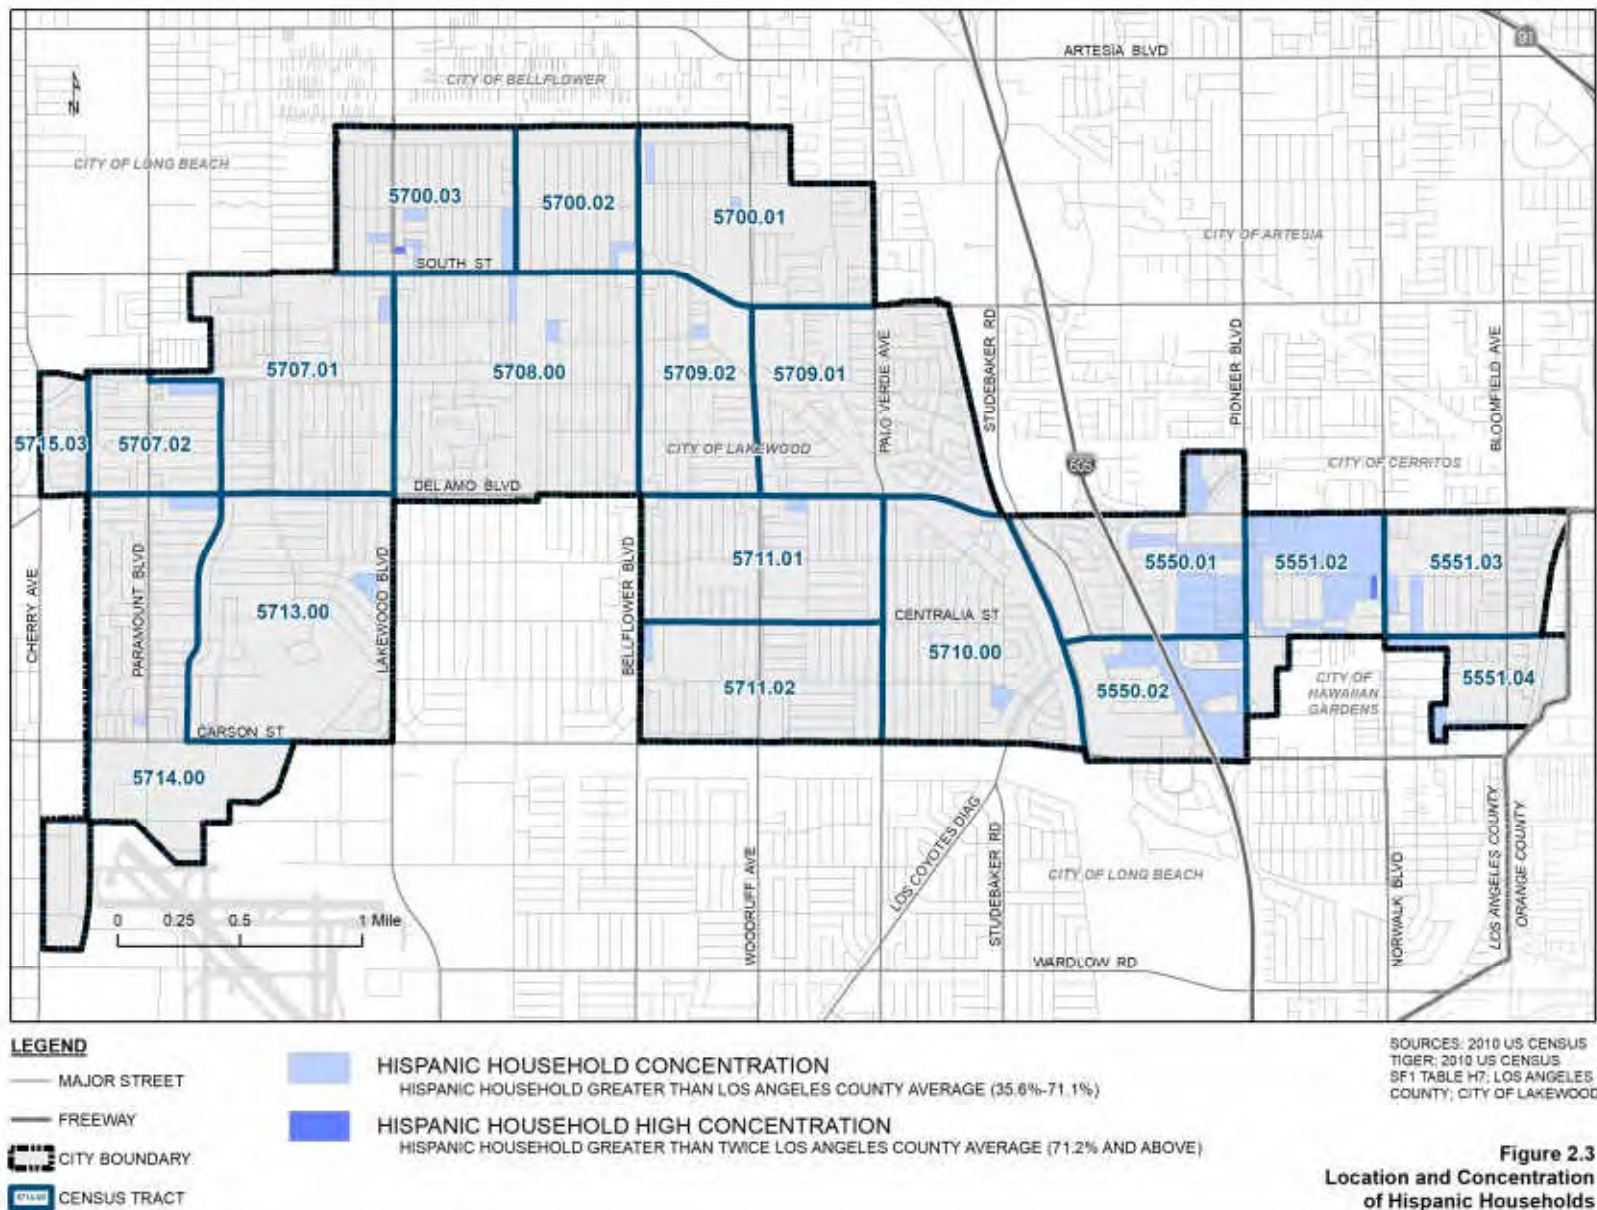 ARTESIA BLVD
91
CITY OF BELLFLOWER
N
CITY OF LONG BEACH
5700.03
5700.02
5700.01
CITY OF ARTESIA
SOUTH ST
STUDEBAKER RD
PIONEER BLVD
BLOOMFIELD AVE
PALO VERDE AVE
5707.01
5708.00
5709.02
5709.01
5715.03
5707.02
CITY OF LAKEWOOD
605
CITY OF CERRITOS
DEL AMO BLVD
CHERRY AVE
PARAMOUNT BLVD
LAKEWOOD BLVD
BELLFLOWER BLVD
5711.01
5550.01
5551.02
5551.03
5713.00
CENTRALIA ST
5710.00
5711.02
5550.02
CITY OF
HAWAIIAN
GARDENS
5551.04
CARSON ST
5714.00
LOS COYOTES DIAG
STUDEBAKER RD
WOODRUFF AVE
CITY OF LONG BEACH
NORWALK BLVD
LOS ANGELES COUNTY
ORANGE COUNTY
0 0.25 0.5 1 Mile
WARDLOW RD
LEGEND
MAJOR STREET
FREEWAY
CITY BOUNDARY
CENSUS TRACT
HISPANIC HOUSEHOLD CONCENTRATION
HISPANIC HOUSEHOLD GREATER THAN LOS ANGELES COUNTY AVERAGE (35.6%-71.1%)
HISPANIC HOUSEHOLD HIGH CONCENTRATION
HISPANIC HOUSEHOLD GREATER THAN TWICE LOS ANGELES COUNTY AVERAGE (71.2% AND ABOVE)
SOURCES: 2010 US CENSUS
TIGER; 2010 US CENSUS
SF1 TABLE H7; LOS ANGELES
COUNTY; CITY OF LAKEWOOD
Figure 2.3
Location and Concentration
of Hispanic Households